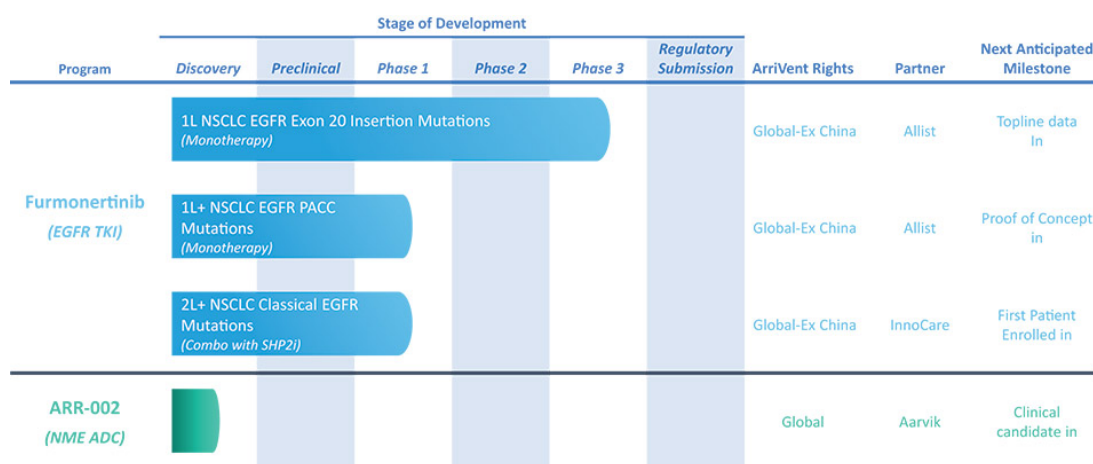 Stage of Development
Program
Discovery
Preclinical
Phase 1
Phase 2
Phase 3
Regulatory
Submission
ArriVent Rights
Partner
Next Anticipated
Milestone
Furmonertinib
(EGFR TKI)
1L NSCLC EGFR Exon 20 Insertion Mutations
(Monotherapy)
Global-Ex China
Allist
Topline data
In
1L+ NSCLC EGFR PACC
Mutations
(Monotherapy)
Global-Ex China
Allist
Proof of Concept
in
2L+ NSCLC Classical EGFR
Mutations
(Combo with SHP2i)
Global-Ex China
InnoCare
First Patient
Enrolled in
ARR-002
(NME ADC)
Global
Aarvik
Clinical
candidate in